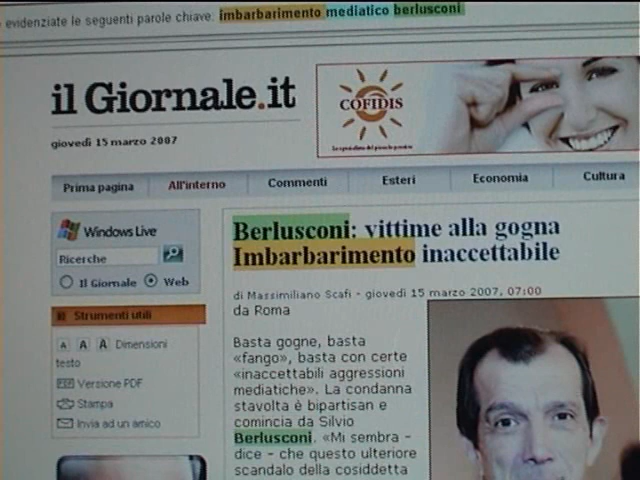 evidenziate le seguenti parole chiave: imbarbarimento mediatico berlusconi
il Giornale.it
COFIDIS
giovedì 15 marzo 2007
Prima pagina All'interno Commenti Esteri Economia Cultura
Windows Live
Ricerche
Il Giornale Web
Strumenti utili
A A A Dimensioni
testo
Versione PDF
Stampa
Invia ad un amico
Berlusconi: vittime alla gogna
Imbarbarimento inaccettabile
di Massimiliano Scafi - giovedì 15 marzo 2007, 07:00
da Roma
Basta gogne, basta
«fango», basta con certe
«inaccettabili aggressioni
mediatiche». La condanna
stavolta è bipartisan e
comincia da Silvio
Berlusconi. «Mi sembra -
dice - che questo ulteriore
scandalo della cosiddetta